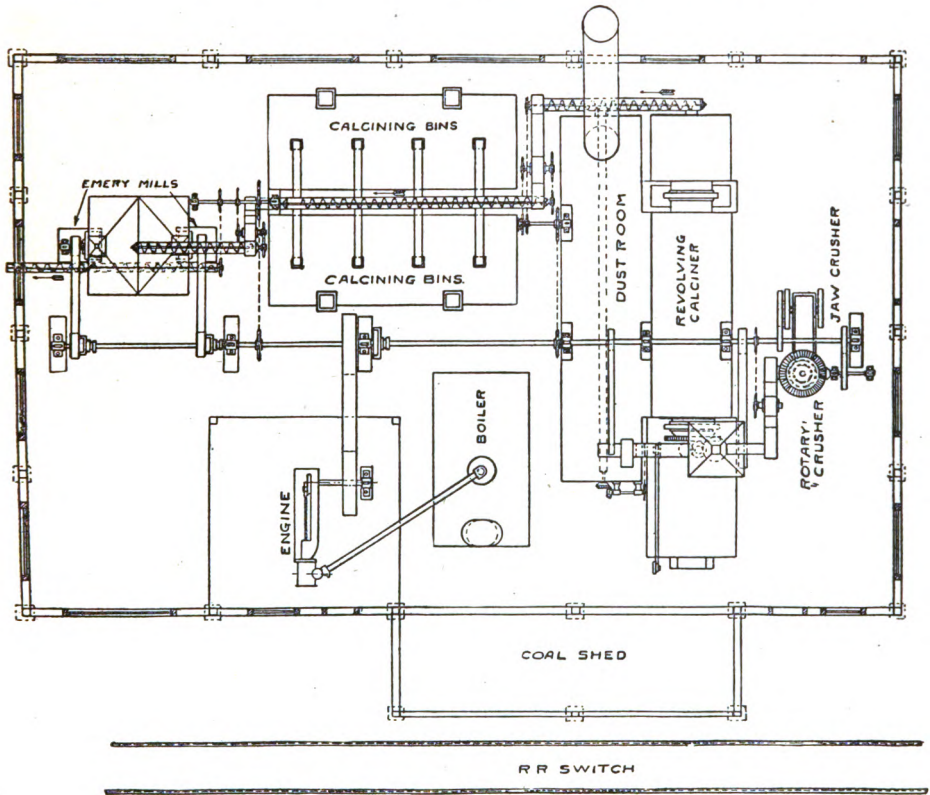 CALCINING BINS
EMERY MILLS
CALCINING BINS.
DUST ROOM
REVOLVING
CALCINER
JAW CRUSHER
ROTARY
CRUSHER
BOILER
ENGINE
COAL SHED
R R SWITCH